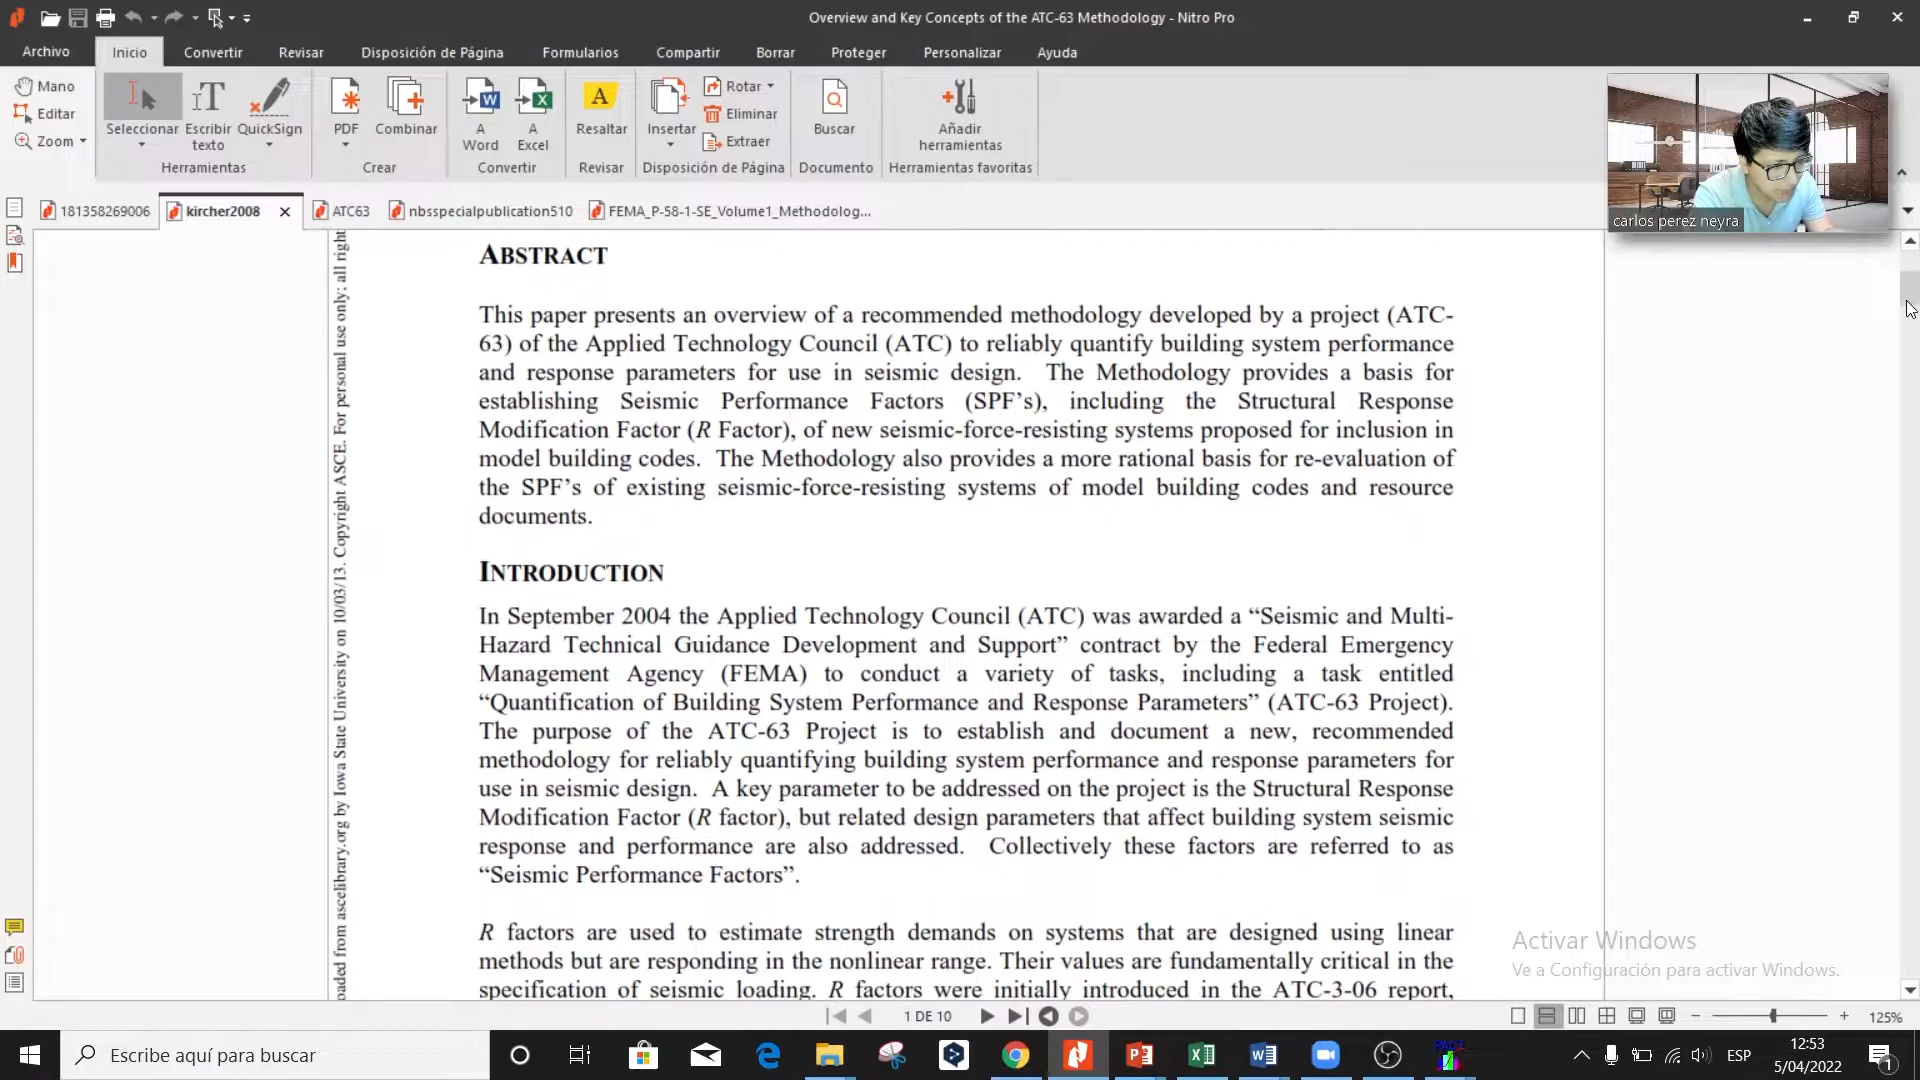 Overview and Key Concepts of the ATC-63 Methodology - Nitro Pro
Archivo Inicio Convertir Revisar Disposición de Página Formularios Compartir Borrar Proteger Personalizar Ayuda
Mano
Editar
Zoom
Seleccionar
Escribir texto
QuickSign
Herramientas
PDF
Combinar
Crear
A Word
A Excel
Convertir
Resaltar
Revisar
Insertar
Rotar
Eliminar
Extraer
Disposición de Página
Buscar
Documento
Añadir herramientas
Herramientas favoritas
carlos perez neyra
181358269006 kircher2008 ATC63 nbsspecialpublication510 FEMA_P-58-1-SE_Volume1_Methodolog...
oaded from ascelibrary.org by Iowa State University on 10/03/13. Copyright ASCE. For personal use only; all right
ABSTRACT
This paper presents an overview of a recommended methodology developed by a project (ATC-
63) of the Applied Technology Council (ATC) to reliably quantify building system performance
and response parameters for use in seismic design. The Methodology provides a basis for
establishing Seismic Performance Factors (SPF’s), including the Structural Response
Modification Factor (R Factor), of new seismic-force-resisting systems proposed for inclusion in
model building codes. The Methodology also provides a more rational basis for re-evaluation of
the SPF’s of existing seismic-force-resisting systems of model building codes and resource
documents.
INTRODUCTION
In September 2004 the Applied Technology Council (ATC) was awarded a “Seismic and Multi-
Hazard Technical Guidance Development and Support” contract by the Federal Emergency
Management Agency (FEMA) to conduct a variety of tasks, including a task entitled
“Quantification of Building System Performance and Response Parameters” (ATC-63 Project).
The purpose of the ATC-63 Project is to establish and document a new, recommended
methodology for reliably quantifying building system performance and response parameters for
use in seismic design. A key parameter to be addressed on the project is the Structural Response
Modification Factor (R factor), but related design parameters that affect building system seismic
response and performance are also addressed. Collectively these factors are referred to as
“Seismic Performance Factors”.
R factors are used to estimate strength demands on systems that are designed using linear
methods but are responding in the nonlinear range. Their values are fundamentally critical in the
specification of seismic loading. R factors were initially introduced in the ATC-3-06 report,
Activar Windows
Ve a Configuración para activar Windows.
1 DE 10
125%
Escribe aquí para buscar
ESP
12:53
5/04/2022
1